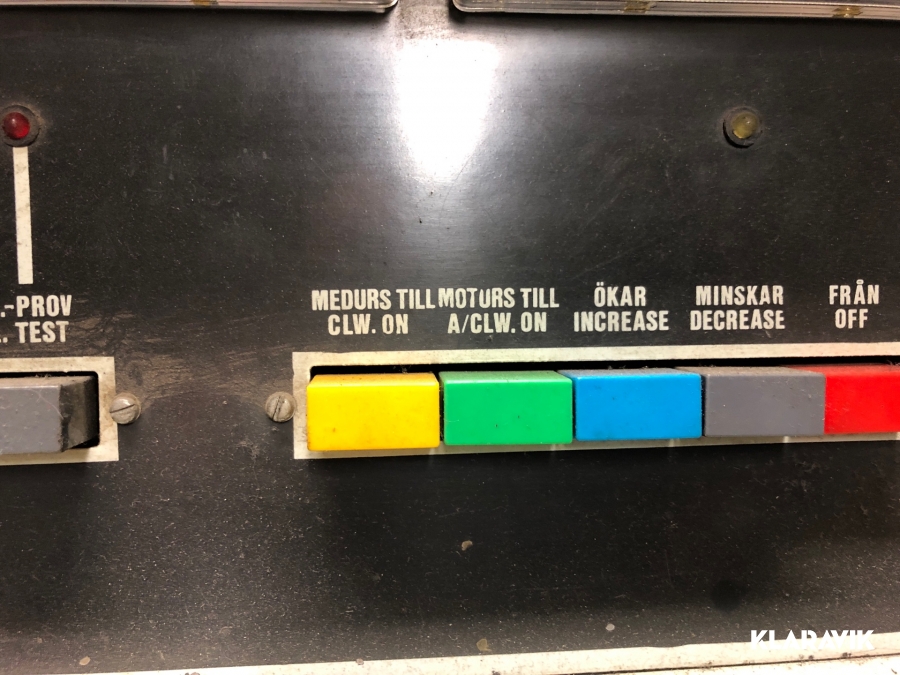 .-PROV
. TEST
MEDURS TILL
CLW. ON
MOTURS TILL
A/CLW. ON
ÖKAR
INCREASE
MINSKAR
DECREASE
FRÅN
OFF
KLARAVIK